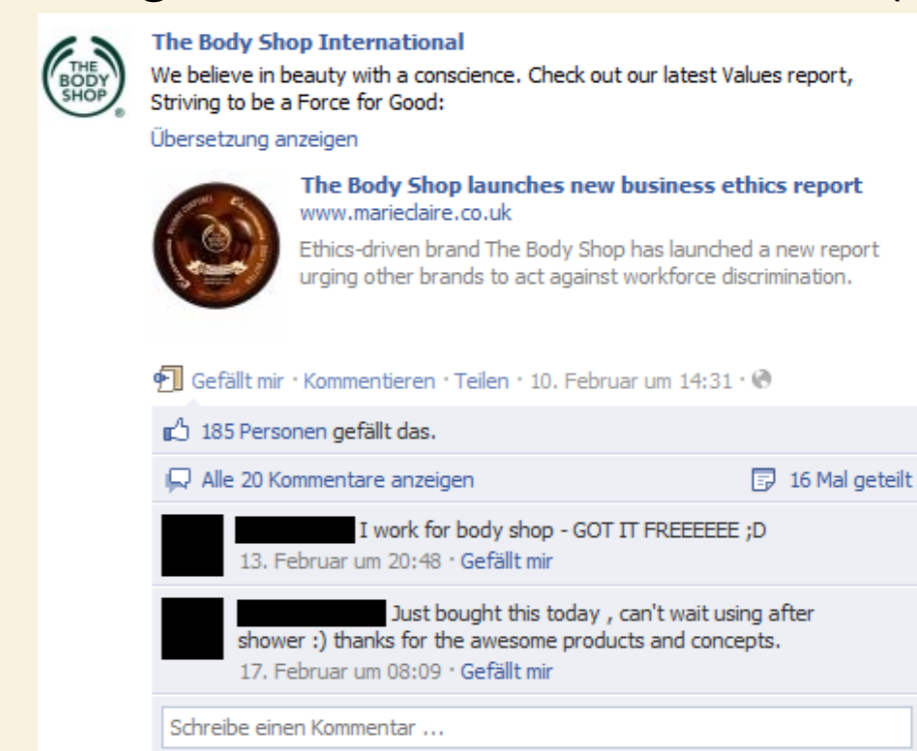 THE
BODY
SHOP
®
The Body Shop International
We believe in beauty with a conscience. Check out our latest Values report,
Striving to be a Force for Good:
Übersetzung anzeigen
The Body Shop launches new business ethics report
www.marieclaire.co.uk
Ethics-driven brand The Body Shop has launched a new report
urging other brands to act against workforce discrimination.
Gefällt mir · Kommentieren · Teilen · 10. Februar um 14:31 ·
185 Personen gefällt das.
Alle 20 Kommentare anzeigen
16 Mal geteilt
I work for body shop - GOT IT FREEEEEE ;D
13. Februar um 20:48 · Gefällt mir
Just bought this today , can't wait using after
shower :) thanks for the awesome products and concepts.
17. Februar um 08:09 · Gefällt mir
Schreibe einen Kommentar ...